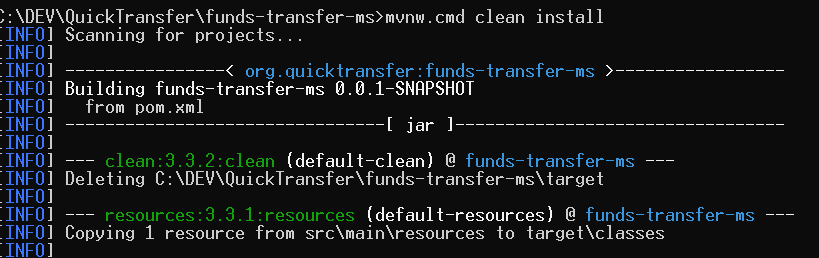 C:\DEV\QuickTransfer\funds-transfer-ms>mvnw.cmd clean install
[INFO] Scanning for projects...
[INFO]
[INFO] ----------------< org.quicktransfer:funds-transfer-ms >-----------------
[INFO] Building funds-transfer-ms 0.0.1-SNAPSHOT
[INFO]   from pom.xml
[INFO] --------------------------------[ jar ]---------------------------------
[INFO]
[INFO] --- clean:3.3.2:clean (default-clean) @ funds-transfer-ms ---
[INFO] Deleting C:\DEV\QuickTransfer\funds-transfer-ms\target
[INFO]
[INFO] --- resources:3.3.1:resources (default-resources) @ funds-transfer-ms ---
[INFO] Copying 1 resource from src\main\resources to target\classes
[INFO]